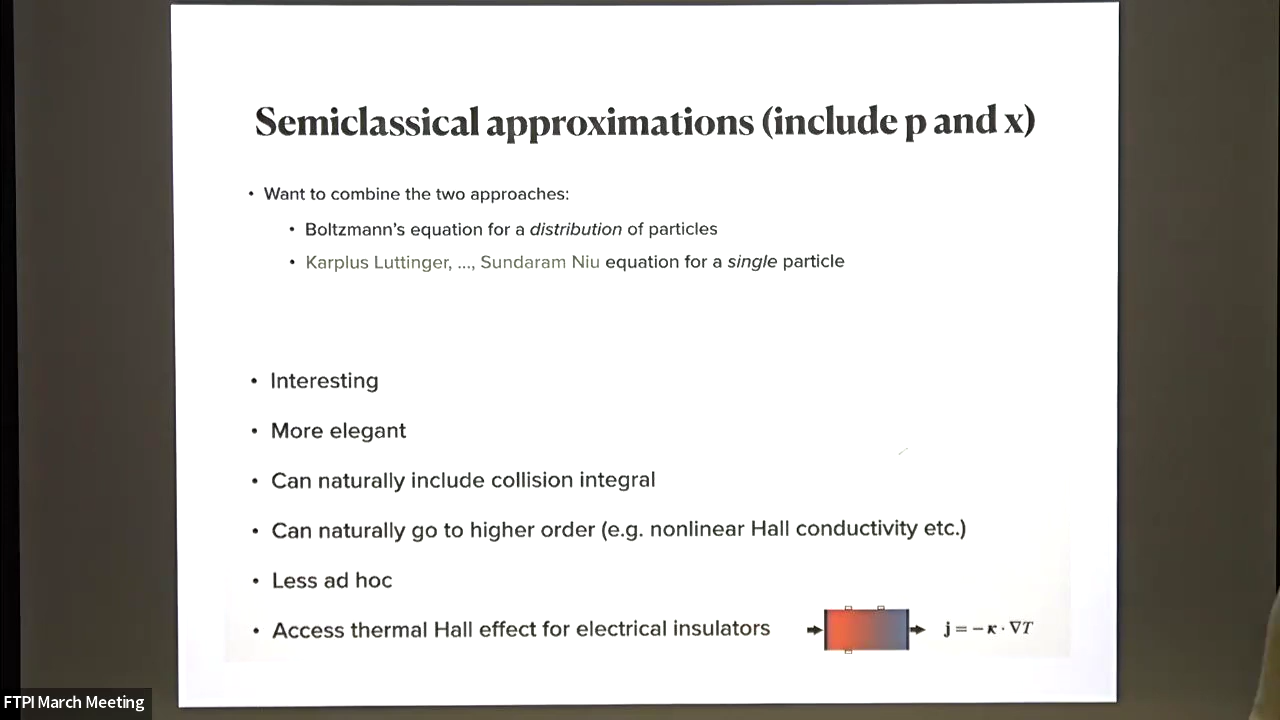 Semiclassical approximations (include p and x)
• Want to combine the two approaches:
• Boltzmann's equation for a distribution of particles
• Karplus Luttinger, ..., Sundaram Niu equation for a single particle
• Interesting
• More elegant
• Can naturally include collision integral
• Can naturally go to higher order (e.g. nonlinear Hall conductivity etc.)
• Less ad hoc
• Access thermal Hall effect for electrical insulators
j = −κ · ∇T
FTPI March Meeting